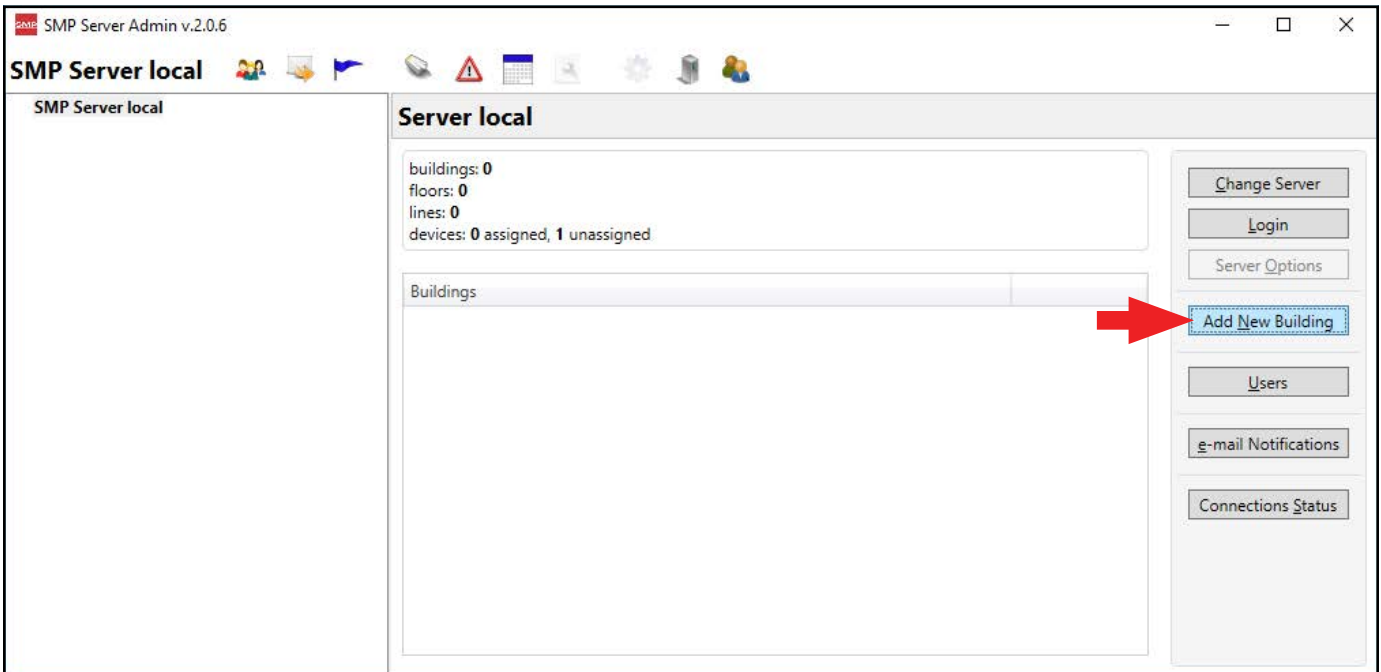 SMP SMP Server Admin v.2.0.6
SMP Server local
SMP Server local
Server local
buildings: 0
floors: 0
lines: 0
devices: 0 assigned, 1 unassigned
Buildings
Change Server
Login
Server Options
Add New Building
Users
e-mail Notifications
Connections Status